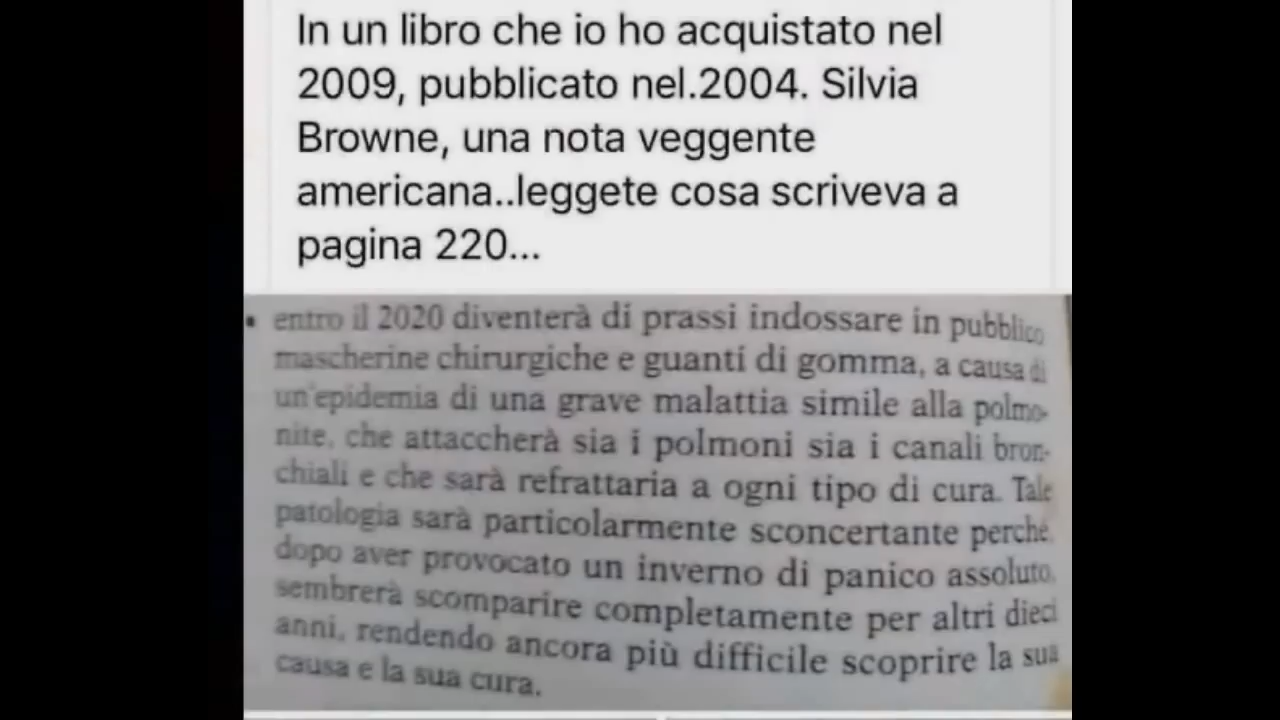 In un libro che io ho acquistato nel
2009, pubblicato nel.2004. Silvia
Browne, una nota veggente
americana..leggete cosa scriveva a
pagina 220...
• entro il 2020 diventerà di prassi indossare in pubblico
mascherine chirurgiche e guanti di gomma, a causa di
un'epidemia di una grave malattia simile alla polmo-
nite, che attaccherà sia i polmoni sia i canali bron-
chiali e che sarà refrattaria a ogni tipo di cura. Tale
patologia sarà particolarmente sconcertante perché,
dopo aver provocato un inverno di panico assoluto,
sembrerà scomparire completamente per altri dieci
anni, rendendo ancora più difficile scoprire la sua
causa e la sua cura.